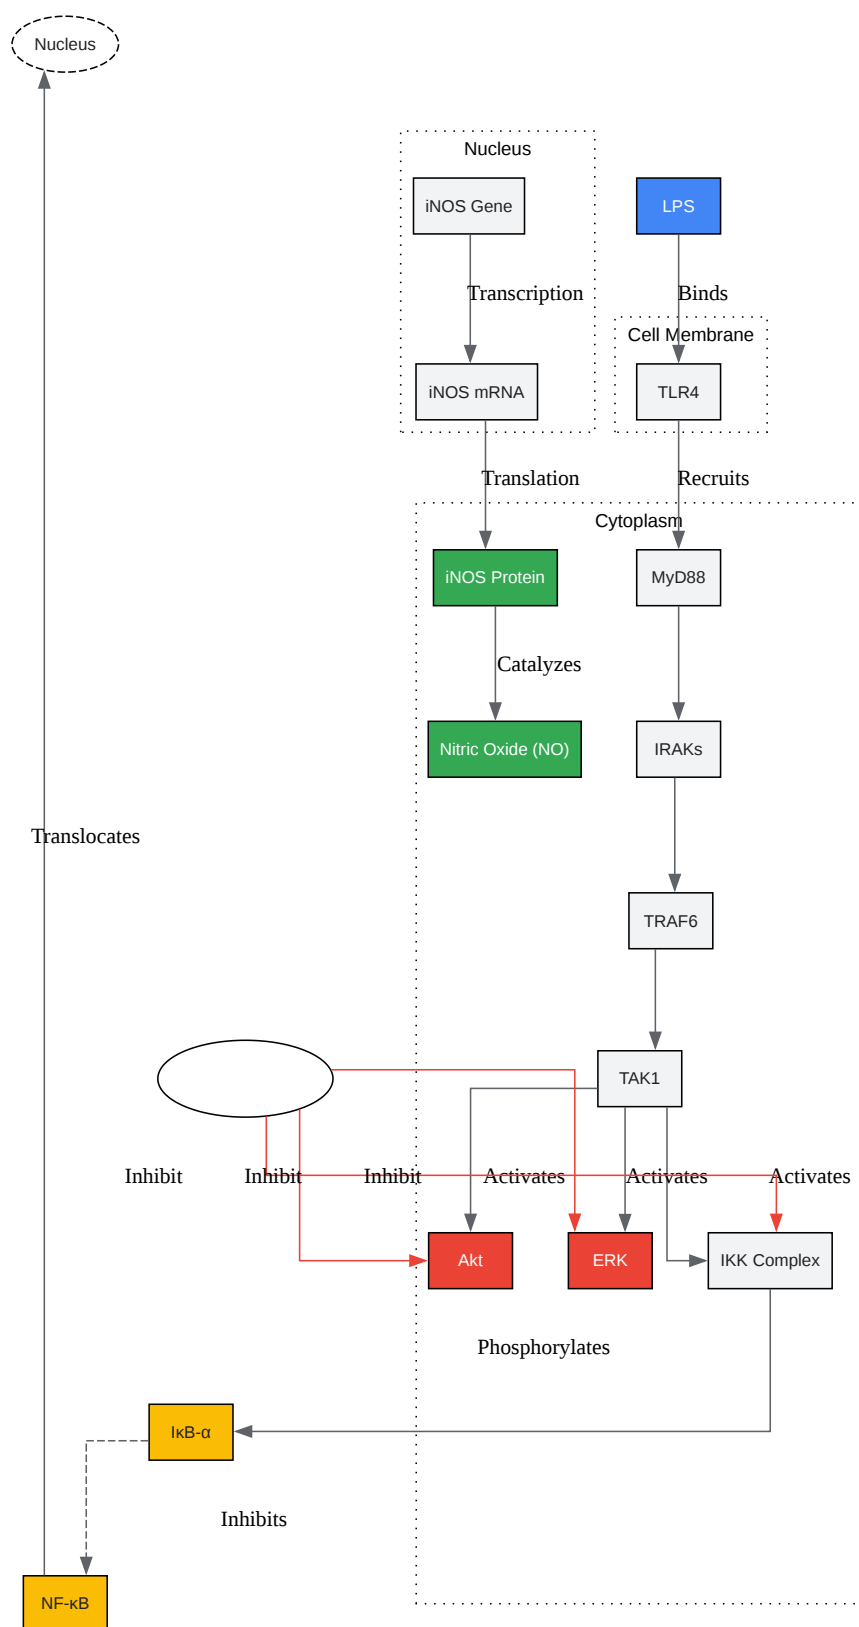 Nucleus
Nucleus
iNOS Gene
LPS
Transcription
Binds
Cell Membrane
iNOS mRNA
TLR4
Translation
Recruits
Cytoplasm
iNOS Protein
MyD88
Catalyzes
Nitric Oxide (NO)
IRAKs
Translocates
TRAF6
TAK1
Inhibit
Inhibit
Inhibit
Activates
Activates
Activates
Akt
ERK
IKK Complex
Phosphorylates
IκB-α
Inhibits
NF-κB